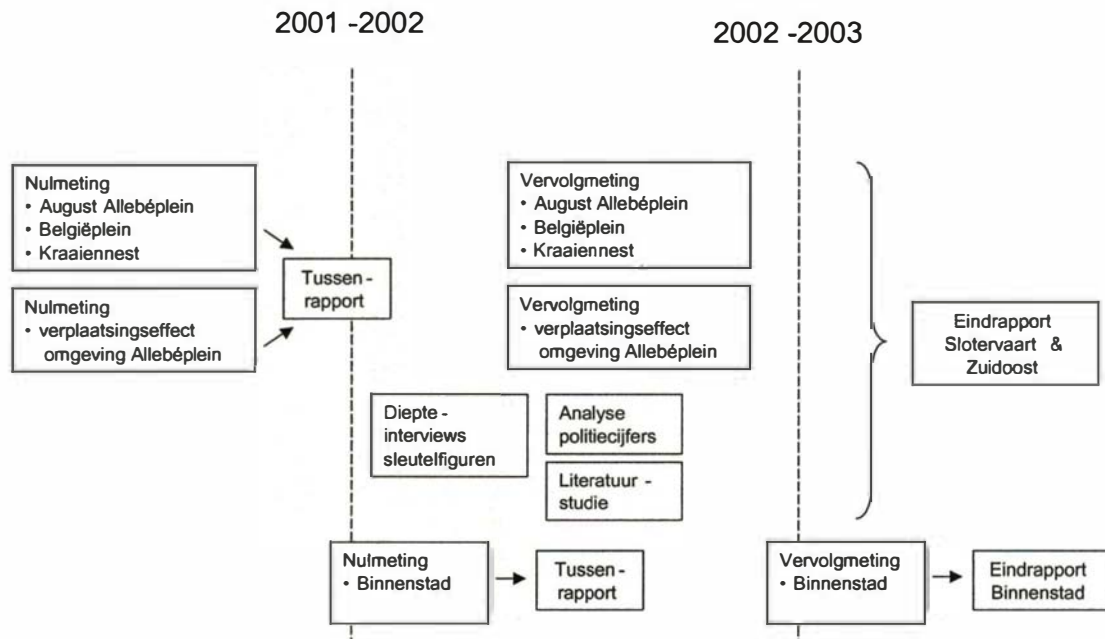 2001 -2002
2002 -2003
Nulmeting
• August Allebéplein
• Belgiëplein
• Kraaiennest
Nulmeting
• verplaatsingseffect
omgeving Allebéplein
Tussen -
rapport
Vervolgmeting
• August Allebéplein
• Belgiëplein
• Kraaiennest
Vervolgmeting
• verplaatsingseffect
omgeving Allebéplein
Eindrapport
Slotervaart &
Zuidoost
Diepte -
interviews
sleutelfiguren
Analyse
politiecijfers
Literatuur -
studie
Nulmeting
• Binnenstad
Tussen -
rapport
Vervolgmeting
• Binnenstad
Eindrapport
Binnenstad